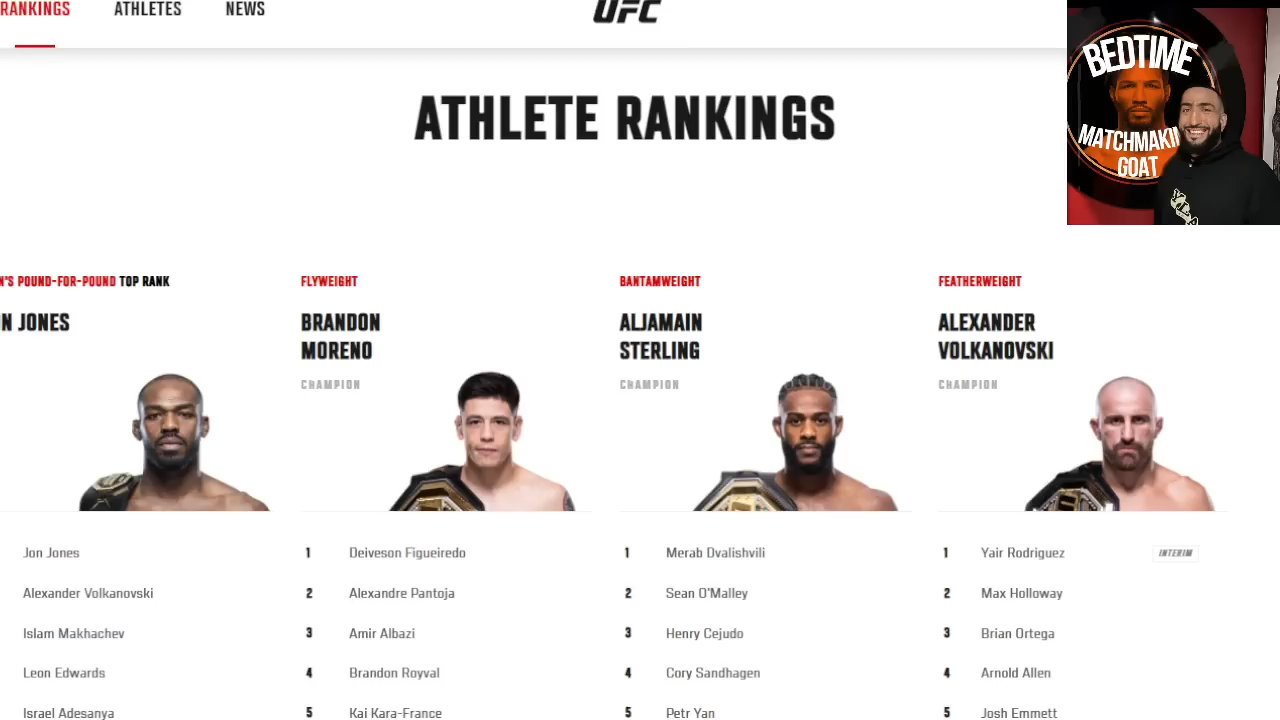 RANKINGS
ATHLETES
NEWS
UFC
BEDTIME
MATCHMAKIN
GOAT
ATHLETE RANKINGS
N'S POUND-FOR-POUND TOP RANK
N JONES
FLYWEIGHT
BRANDON
MORENO
CHAMPION
BANTAMWEIGHT
ALJAMAIN
STERLING
CHAMPION
FEATHERWEIGHT
ALEXANDER
VOLKANOVSKI
CHAMPION
Jon Jones
Alexander Volkanovski
Islam Makhachev
Leon Edwards
Israel Adesanya
1 Deiveson Figueiredo
2 Alexandre Pantoja
3 Amir Albazi
4 Brandon Royval
5 Kai Kara-France
1 Merab Dvalishvili
2 Sean O'Malley
3 Henry Cejudo
4 Cory Sandhagen
5 Petr Yan
1 Yair Rodriguez INTERIM
2 Max Holloway
3 Brian Ortega
4 Arnold Allen
5 Josh Emmett